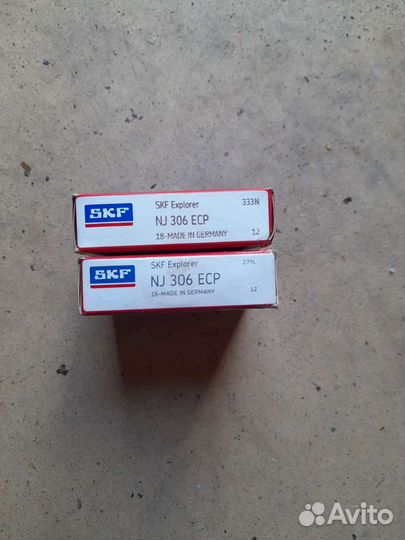 SKF
SKF Explorer
333N
NJ 306 ECP
18-MADE IN GERMANY
12
SKF
SKF Explorer
279L
NJ 306 ECP
18-MADE IN GERMANY
12
Avito